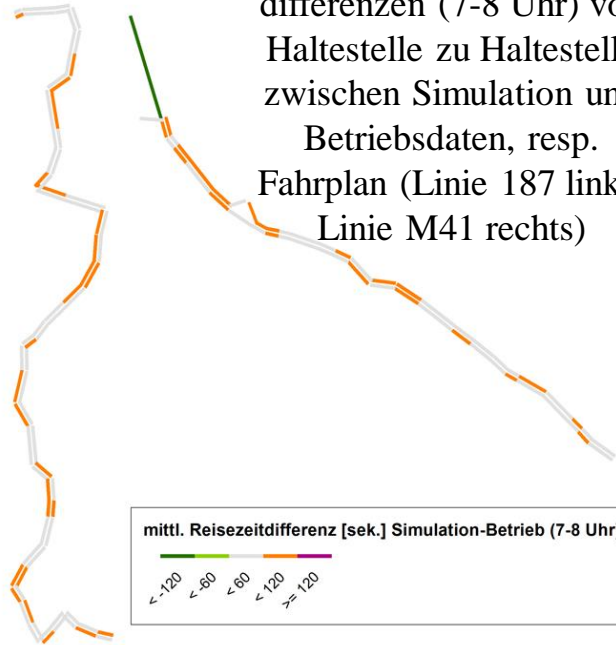 differenzen (7-8 Uhr) vo
Haltestelle zu Haltestell
zwischen Simulation un
Betriebsdaten, resp.
Fahrplan (Linie 187 link
Linie M41 rechts)
mittl. Reisezeitdifferenz [sek.] Simulation-Betrieb (7-8 Uhr
< -120 < -60 < 60 < 120 >= 120